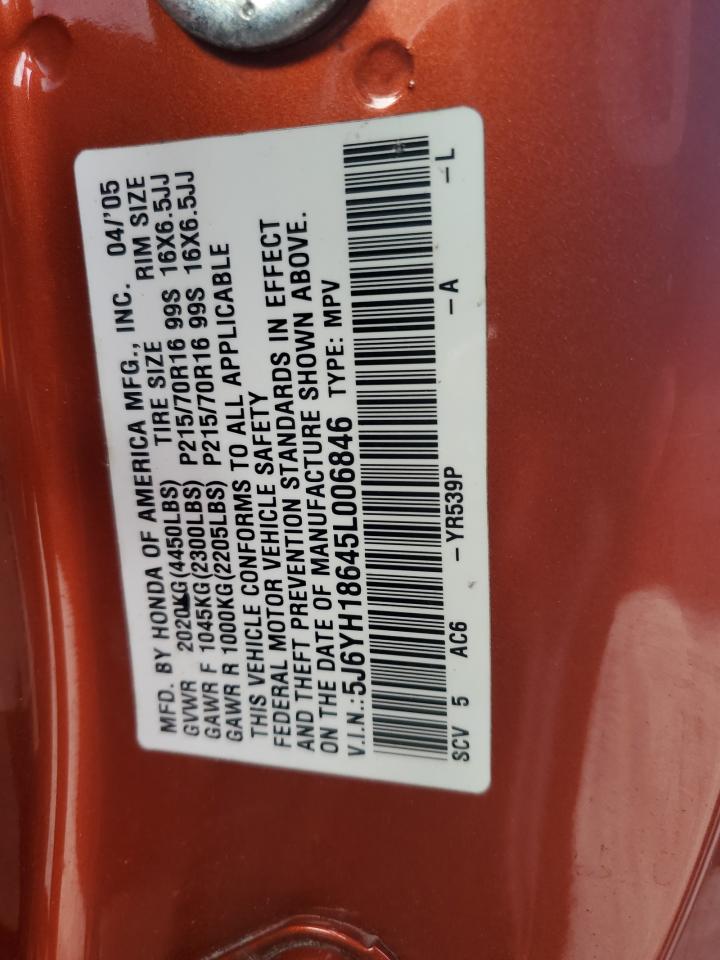 MFD. BY HONDA OF AMERICA MFG., INC. 04/'05
GVWR 2020KG(4450LBS) TIRE SIZE RIM SIZE
GAWR F 1045KG(2300LBS) P215/70R16 99S 16X6.5JJ
GAWR R 1000KG(2205LBS) P215/70R16 99S 16X6.5JJ
THIS VEHICLE CONFORMS TO ALL APPLICABLE
FEDERAL MOTOR VEHICLE SAFETY
AND THEFT PREVENTION STANDARDS IN EFFECT
ON THE DATE OF MANUFACTURE SHOWN ABOVE.
V.I.N.:5J6YH18645L006846 TYPE: MPV
SCV 5 AC6 –YR539P –A –L